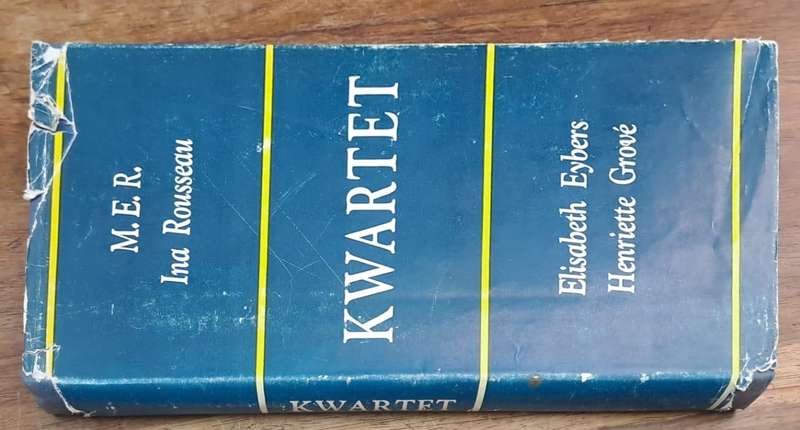 M. E. R.
Ina Rousseau
KWARTET
Elisabeth Eybers
Henriette Grové
KWARTET